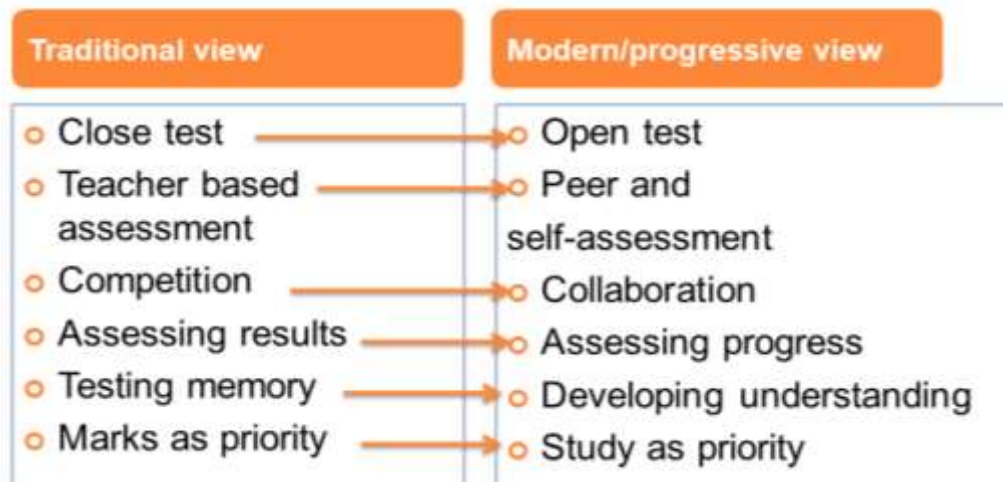 Traditional view
Close test
Teacher based
assessment
Competition
Assessing results
Testing memory
Marks as priority
Modern/progressive view
Open test
Peer and
self-assessment
Collaboration
Assessing progress
Developing understanding
Study as priority